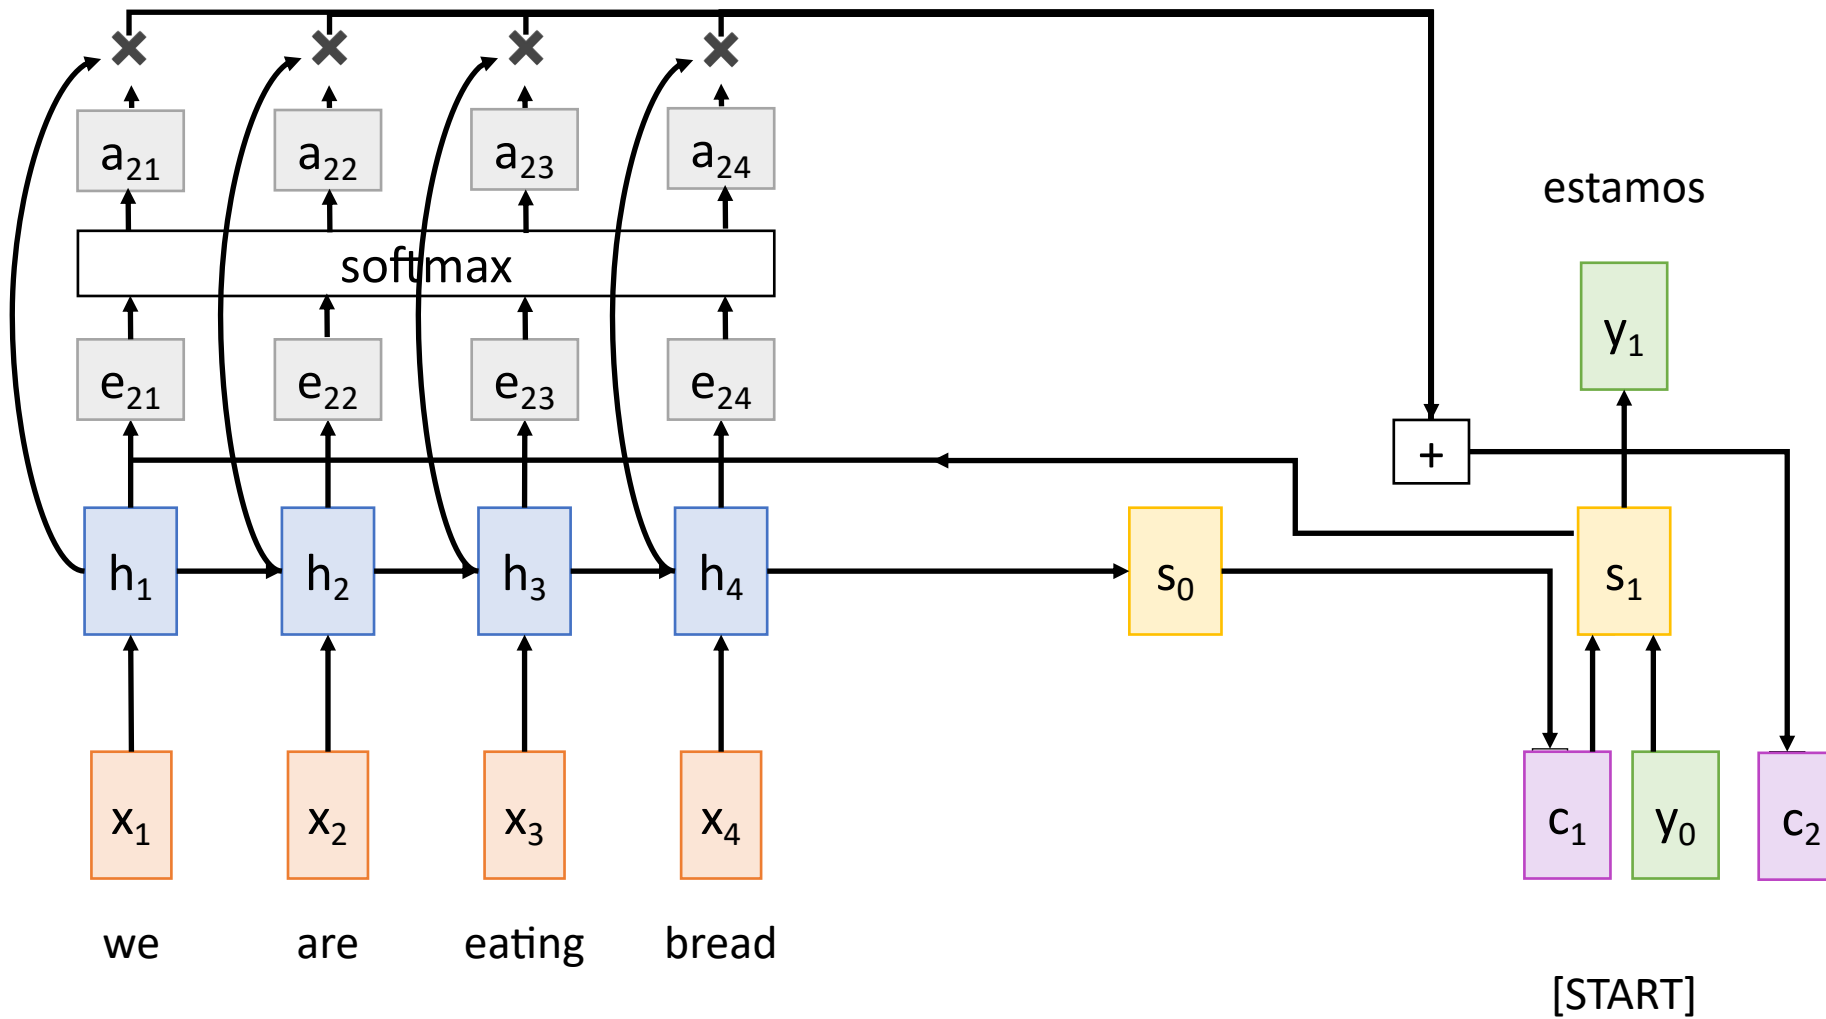 a21 a22 a23 a24
estamos
softmax
y1
e21 e22 e23 e24
+
h1 h2 h3 h4 s0 s1
x1 x2 x3 x4 c1 y0 c2
we are eating bread
[START]